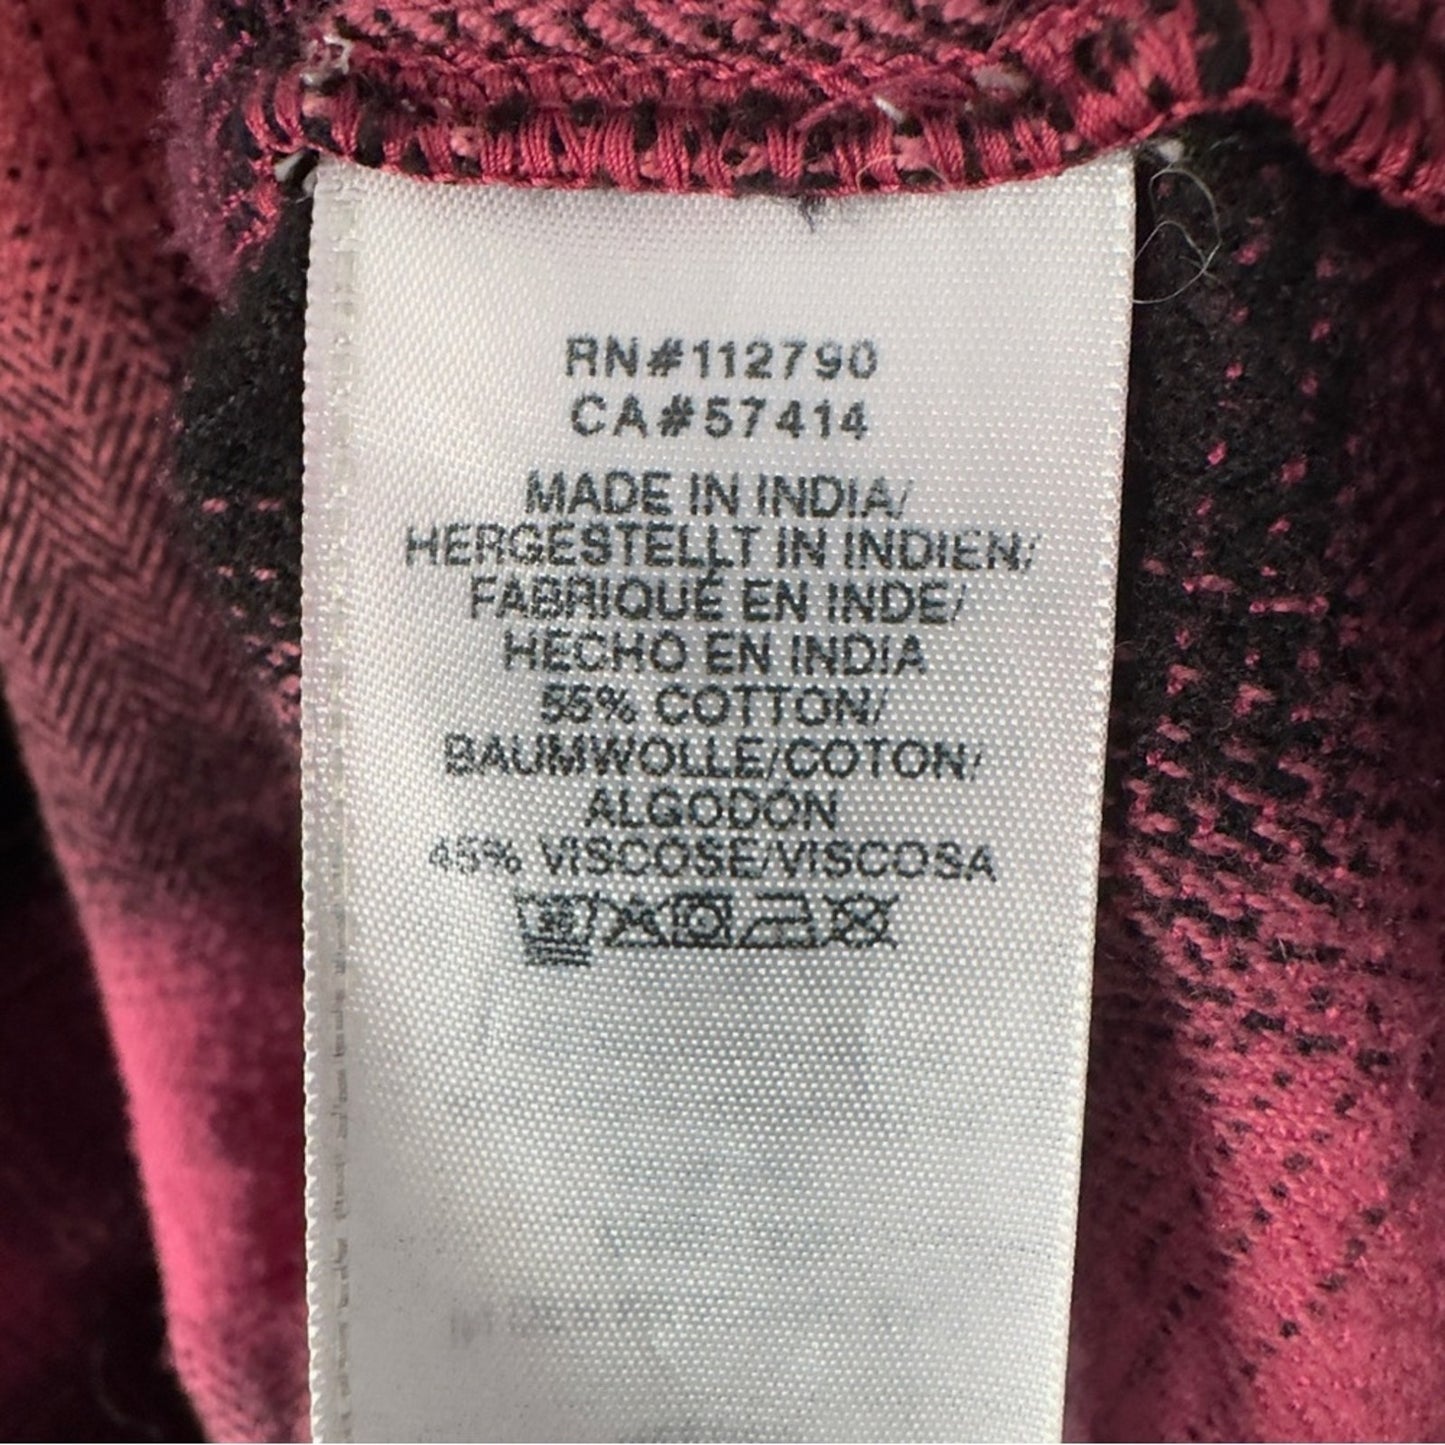 RN#112790
CA#57414
MADE IN INDIA/
HERGESTELLT IN INDIEN/
FABRIQUÉ EN INDE/
HECHO EN INDIA
55% COTTON/
BAUMWOLLE/COTON/
ALGODÓN
45% VISCOSE/VISCOSA